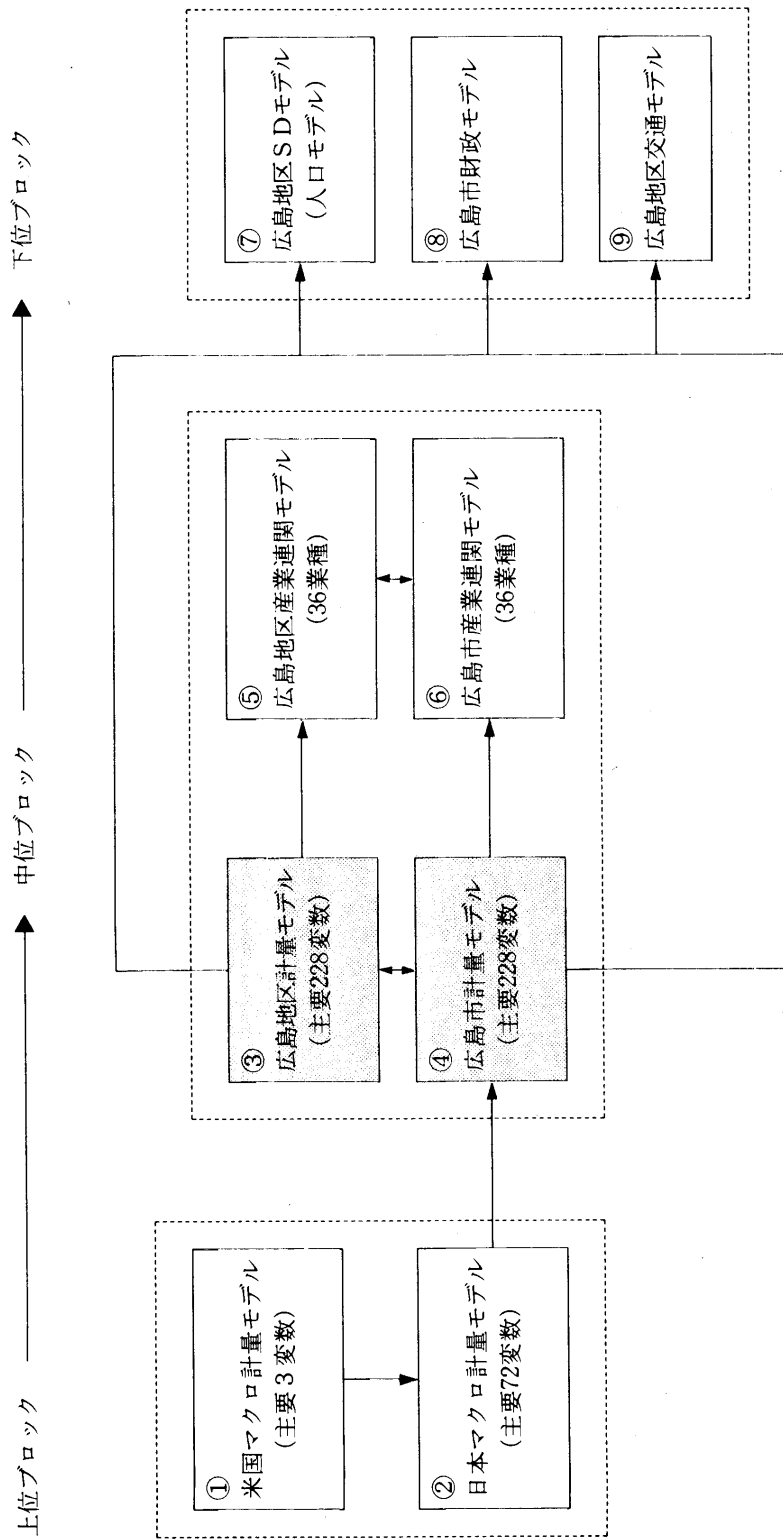 上位ブロック
中位ブロック
下位ブロック
①
米国マクロ計量モデル
(主要3変数)
②
日本マクロ計量モデル
(主要72変数)
③
広島地区計量モデル
(主要228変数)
④
広島市計量モデル
(主要228変数)
⑤
広島地区産業連関モデル
(36業種)
⑥
広島市産業連関モデル
(36業種)
⑦
広島地区SDモデル
(人口モデル)
⑧
広島市財政モデル
⑨
広島地区交通モデル